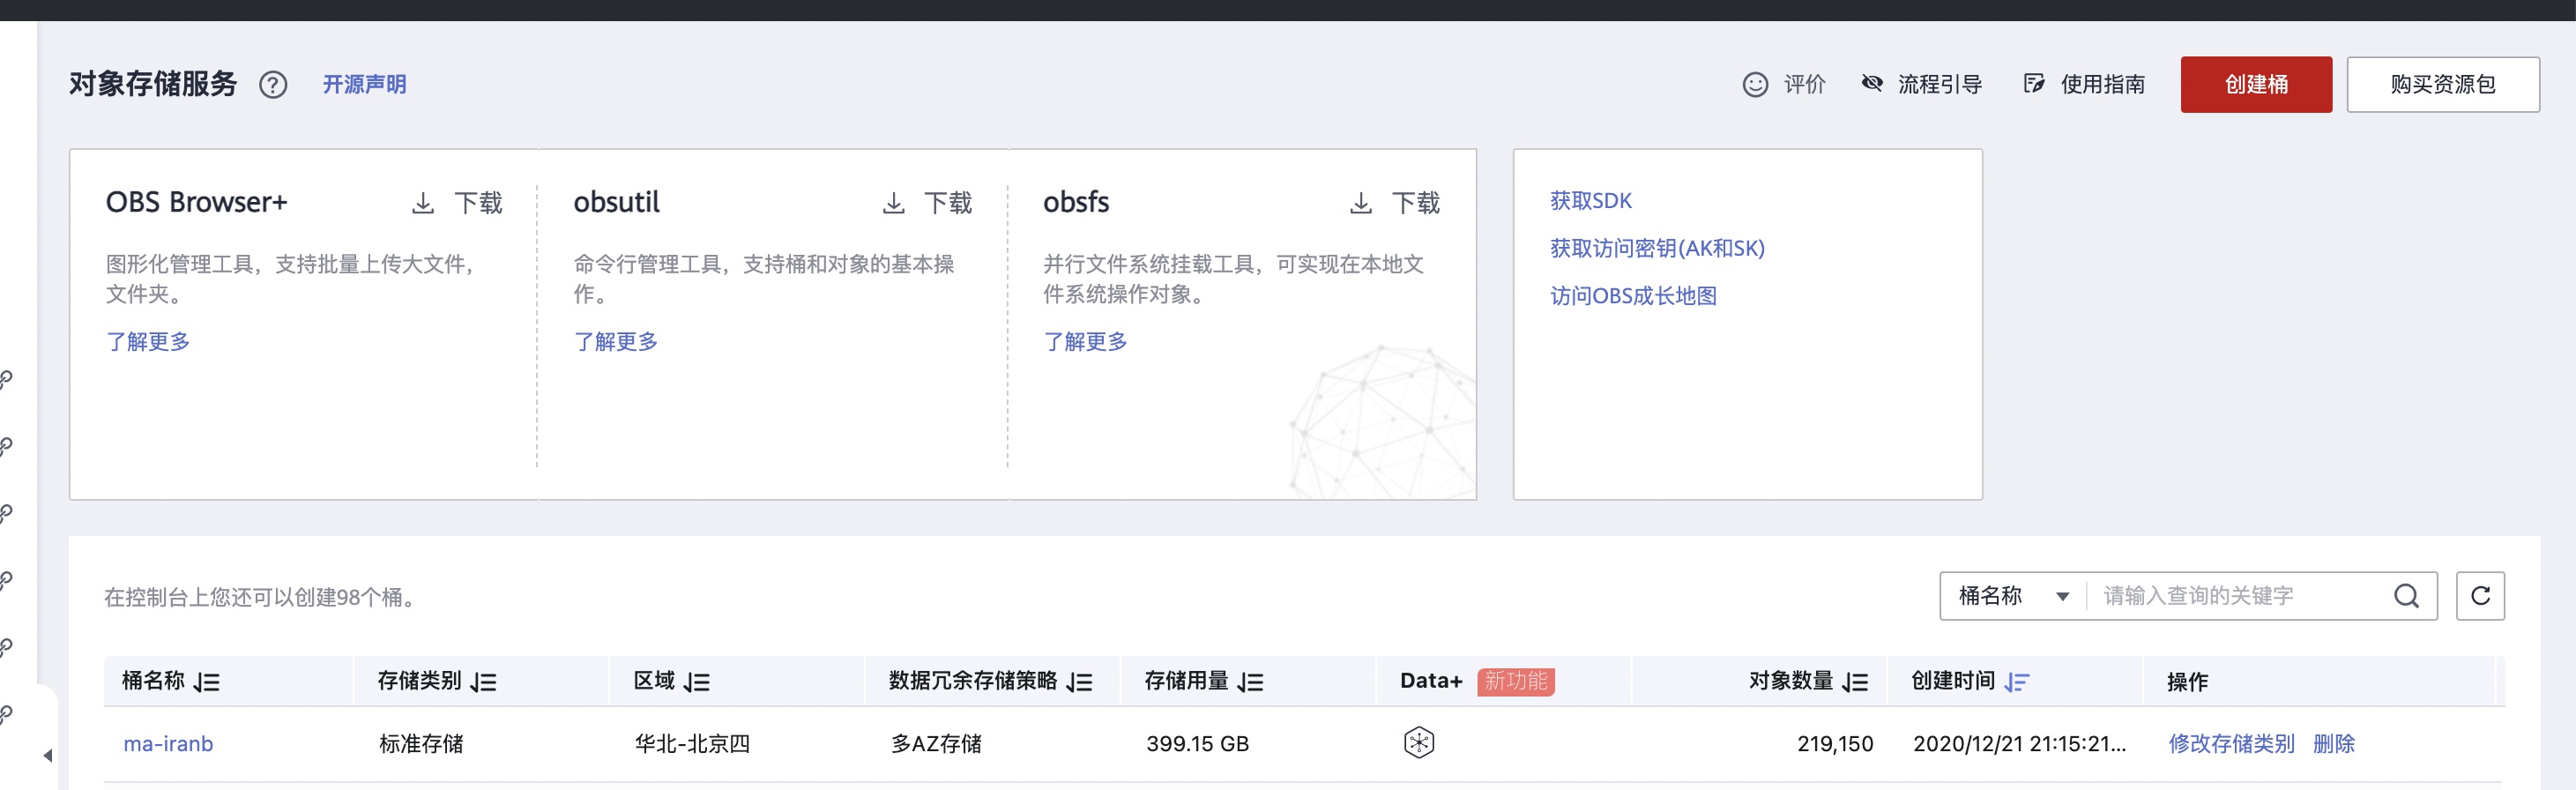 对象存储服务 ? 开源声明 评价 流程引导 使用指南 创建桶 购买资源包
OBS Browser+ 下载
图形化管理工具，支持批量上传大文件，
文件夹。
了解更多
obsutil 下载
命令行管理工具，支持桶和对象的基本操
作。
了解更多
obsfs 下载
并行文件系统挂载工具，可实现在本地文
件系统操作对象。
了解更多
获取SDK
获取访问密钥(AK和SK)
访问OBS成长地图
在控制台上您还可以创建98个桶。 桶名称 请输入查询的关键字
桶名称 存储类别 区域 数据冗余存储策略 存储用量 Data+ 新功能 对象数量 创建时间 操作
ma-iranb 标准存储 华北-北京四 多AZ存储 399.15 GB 219,150 2020/12/21 21:15:21... 修改存储类别 删除